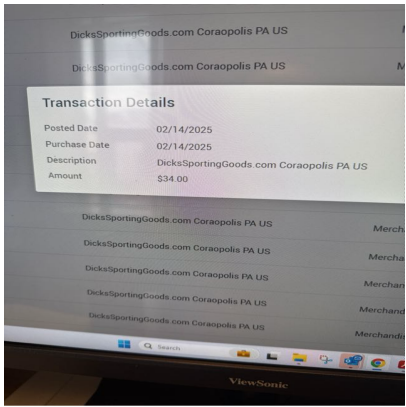 DicksSportingGoods.com Coraopolis PA US
DicksSportingGoods.com Coraopolis PA US
Transaction Details
Posted Date 02/14/2025
Purchase Date 02/14/2025
Description DicksSportingGoods.com Coraopolis PA US
Amount $34.00
DicksSportingGoods.com Coraopolis PA US Mercha
DicksSportingGoods.com Coraopolis PA US Mercha
DicksSportingGoods.com Coraopolis PA US Merchan
DicksSportingGoods.com Coraopolis PA US Merchand
DicksSportingGoods.com Coraopolis PA US Merchandis
Search
ViewSonic